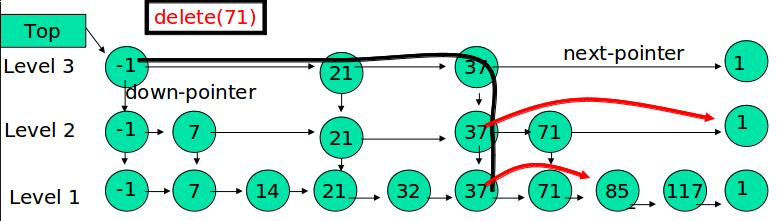 delete(71)
Top
Level 3 -1 21 37 next-pointer 1
down-pointer
Level 2 -1 7 21 37 71 1
Level 1 -1 7 14 21 32 37 71 85 117 1